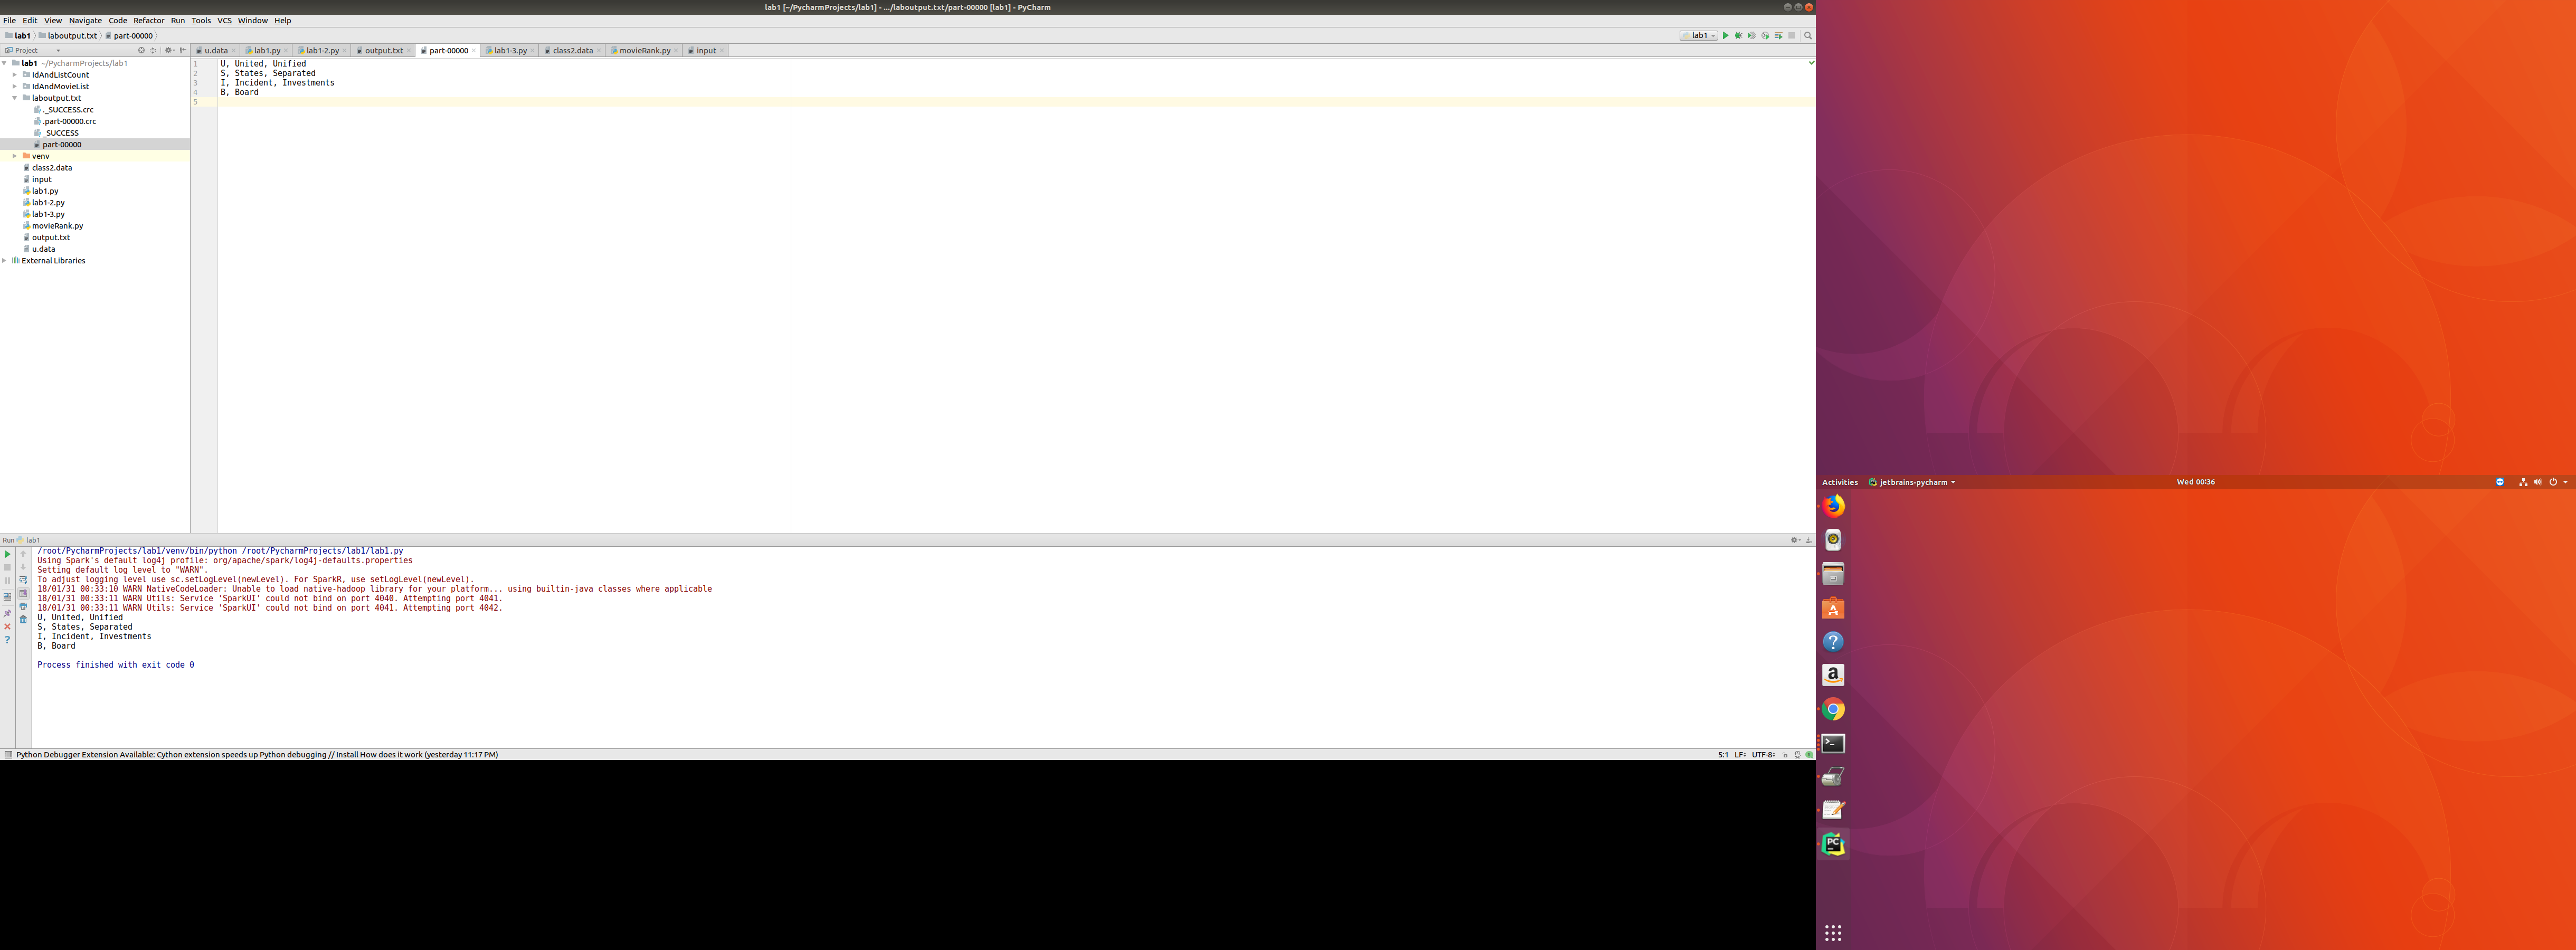 lab1 [~/PycharmProjects/lab1] - .../laboutput.txt/part-00000 [lab1] - PyCharm
File Edit View Navigate Code Refactor Run Tools VCS Window Help
lab1 laboutput.txt part-00000
lab1
Project
u.data lab1.py lab1-2.py output.txt part-00000 lab1-3.py class2.data movieRank.py input
lab1 ~/PycharmProjects/lab1
IdAndListCount
IdAndMovieList
laboutput.txt
._SUCCESS.crc
.part-00000.crc
_SUCCESS
part-00000
venv
class2.data
input
lab1.py
lab1-2.py
lab1-3.py
movieRank.py
output.txt
u.data
External Libraries
1 U, United, Unified
2 S, States, Separated
3 I, Incident, Investments
4 B, Board
5
Run lab1
/root/PycharmProjects/lab1/venv/bin/python /root/PycharmProjects/lab1/lab1.py
Using Spark's default log4j profile: org/apache/spark/log4j-defaults.properties
Setting default log level to "WARN".
To adjust logging level use sc.setLogLevel(newLevel). For SparkR, use setLogLevel(newLevel).
18/01/31 00:33:10 WARN NativeCodeLoader: Unable to load native-hadoop library for your platform... using builtin-java classes where applicable
18/01/31 00:33:11 WARN Utils: Service 'SparkUI' could not bind on port 4040. Attempting port 4041.
18/01/31 00:33:11 WARN Utils: Service 'SparkUI' could not bind on port 4041. Attempting port 4042.
U, United, Unified
S, States, Separated
I, Incident, Investments
B, Board
Process finished with exit code 0
Python Debugger Extension Available: Cython extension speeds up Python debugging // Install How does it work (yesterday 11:17 PM)
5:1 LF÷ UTF-8÷
Activities jetbrains-pycharm Wed 00:36
PC